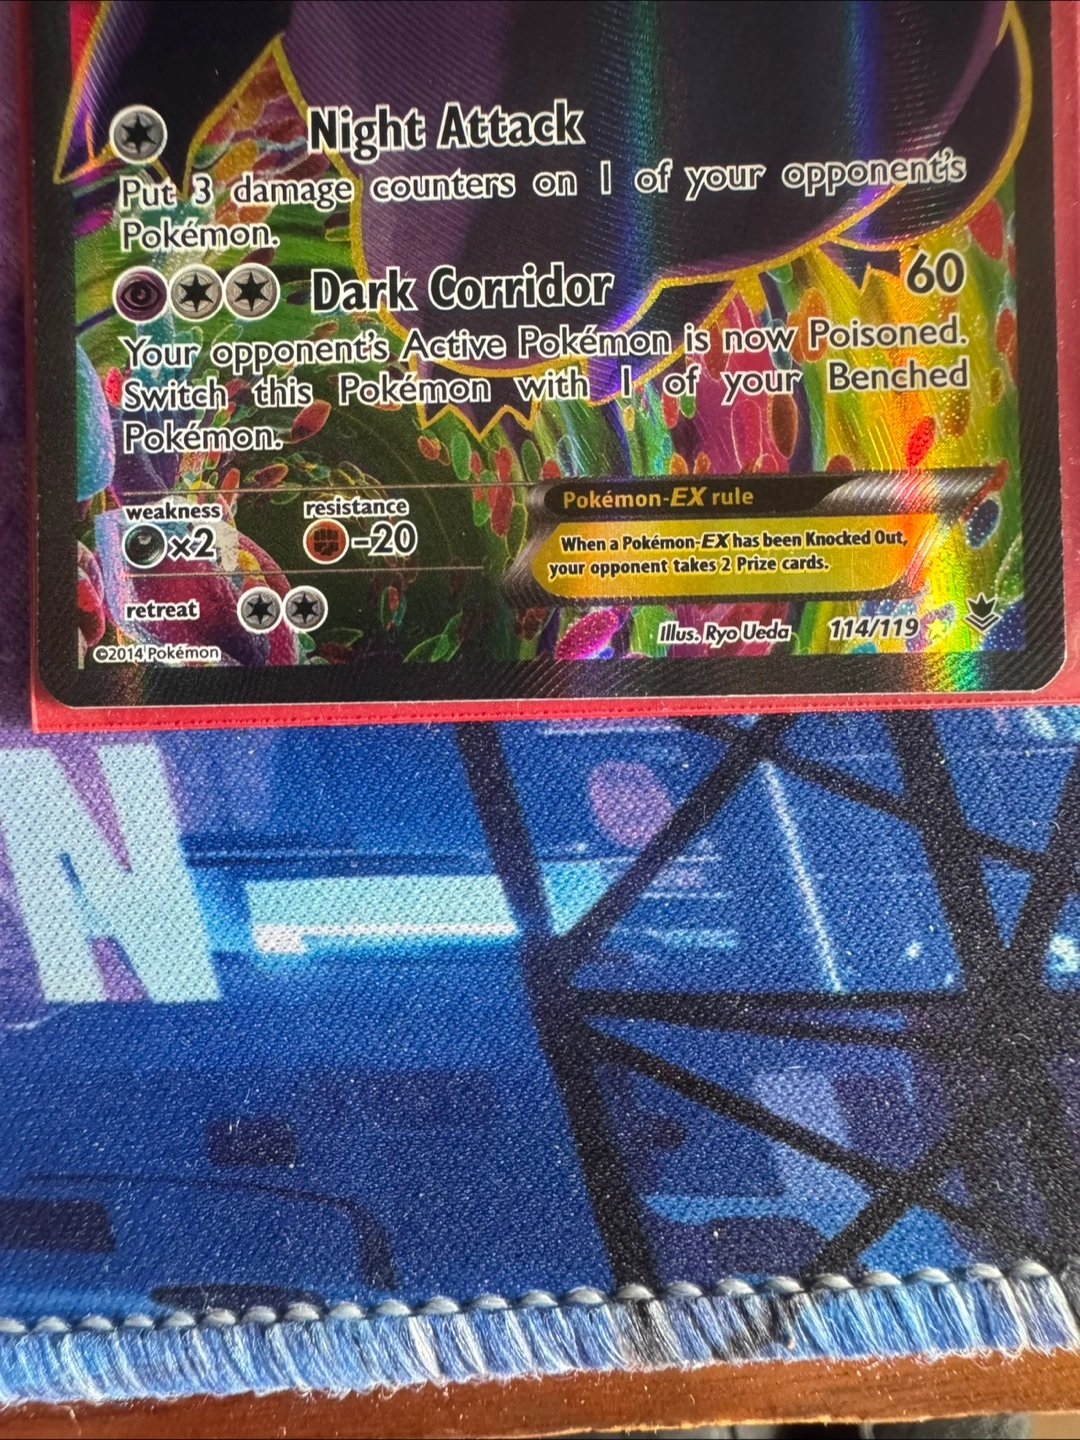 Night Attack
Put 3 damage counters on 1 of your opponent's
Pokémon.
Dark Corridor 60
Your opponent's Active Pokémon is now Poisoned.
Switch this Pokémon with 1 of your Benched
Pokémon.
weakness resistance
×2 -20
Pokémon-EX rule
When a Pokémon-EX has been Knocked Out,
your opponent takes 2 Prize cards.
retreat
Illus. Ryo Ueda 114/119
©2014 Pokémon
N